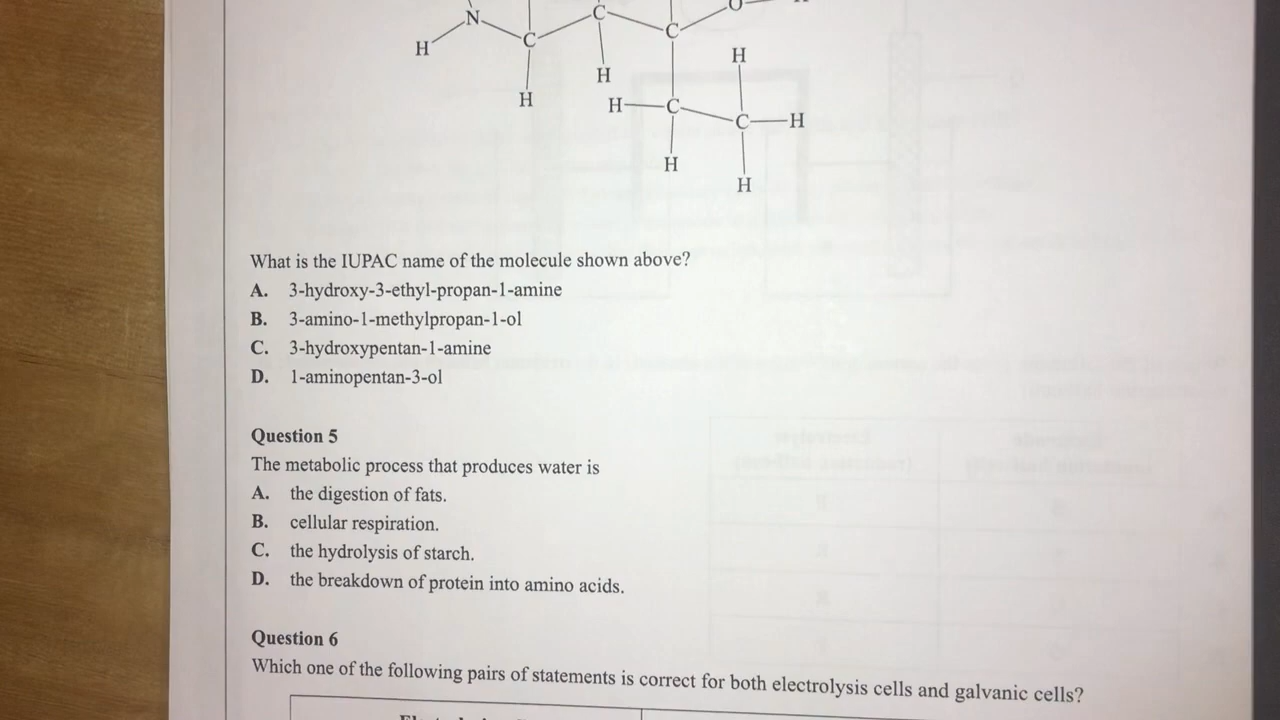 N C C C O
H
H
H
H
H C C H
H
H
What is the IUPAC name of the molecule shown above?
A. 3-hydroxy-3-ethyl-propan-1-amine
B. 3-amino-1-methylpropan-1-ol
C. 3-hydroxypentan-1-amine
D. 1-aminopentan-3-ol
Question 5
The metabolic process that produces water is
A. the digestion of fats.
B. cellular respiration.
C. the hydrolysis of starch.
D. the breakdown of protein into amino acids.
Question 6
Which one of the following pairs of statements is correct for both electrolysis cells and galvanic cells?